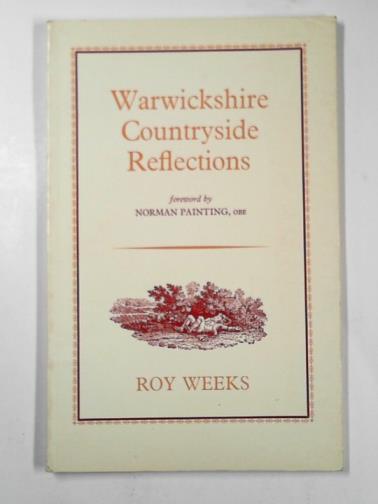 Warwickshire
Countryside
Reflections
foreword by
NORMAN PAINTING, OBE
ROY WEEKS